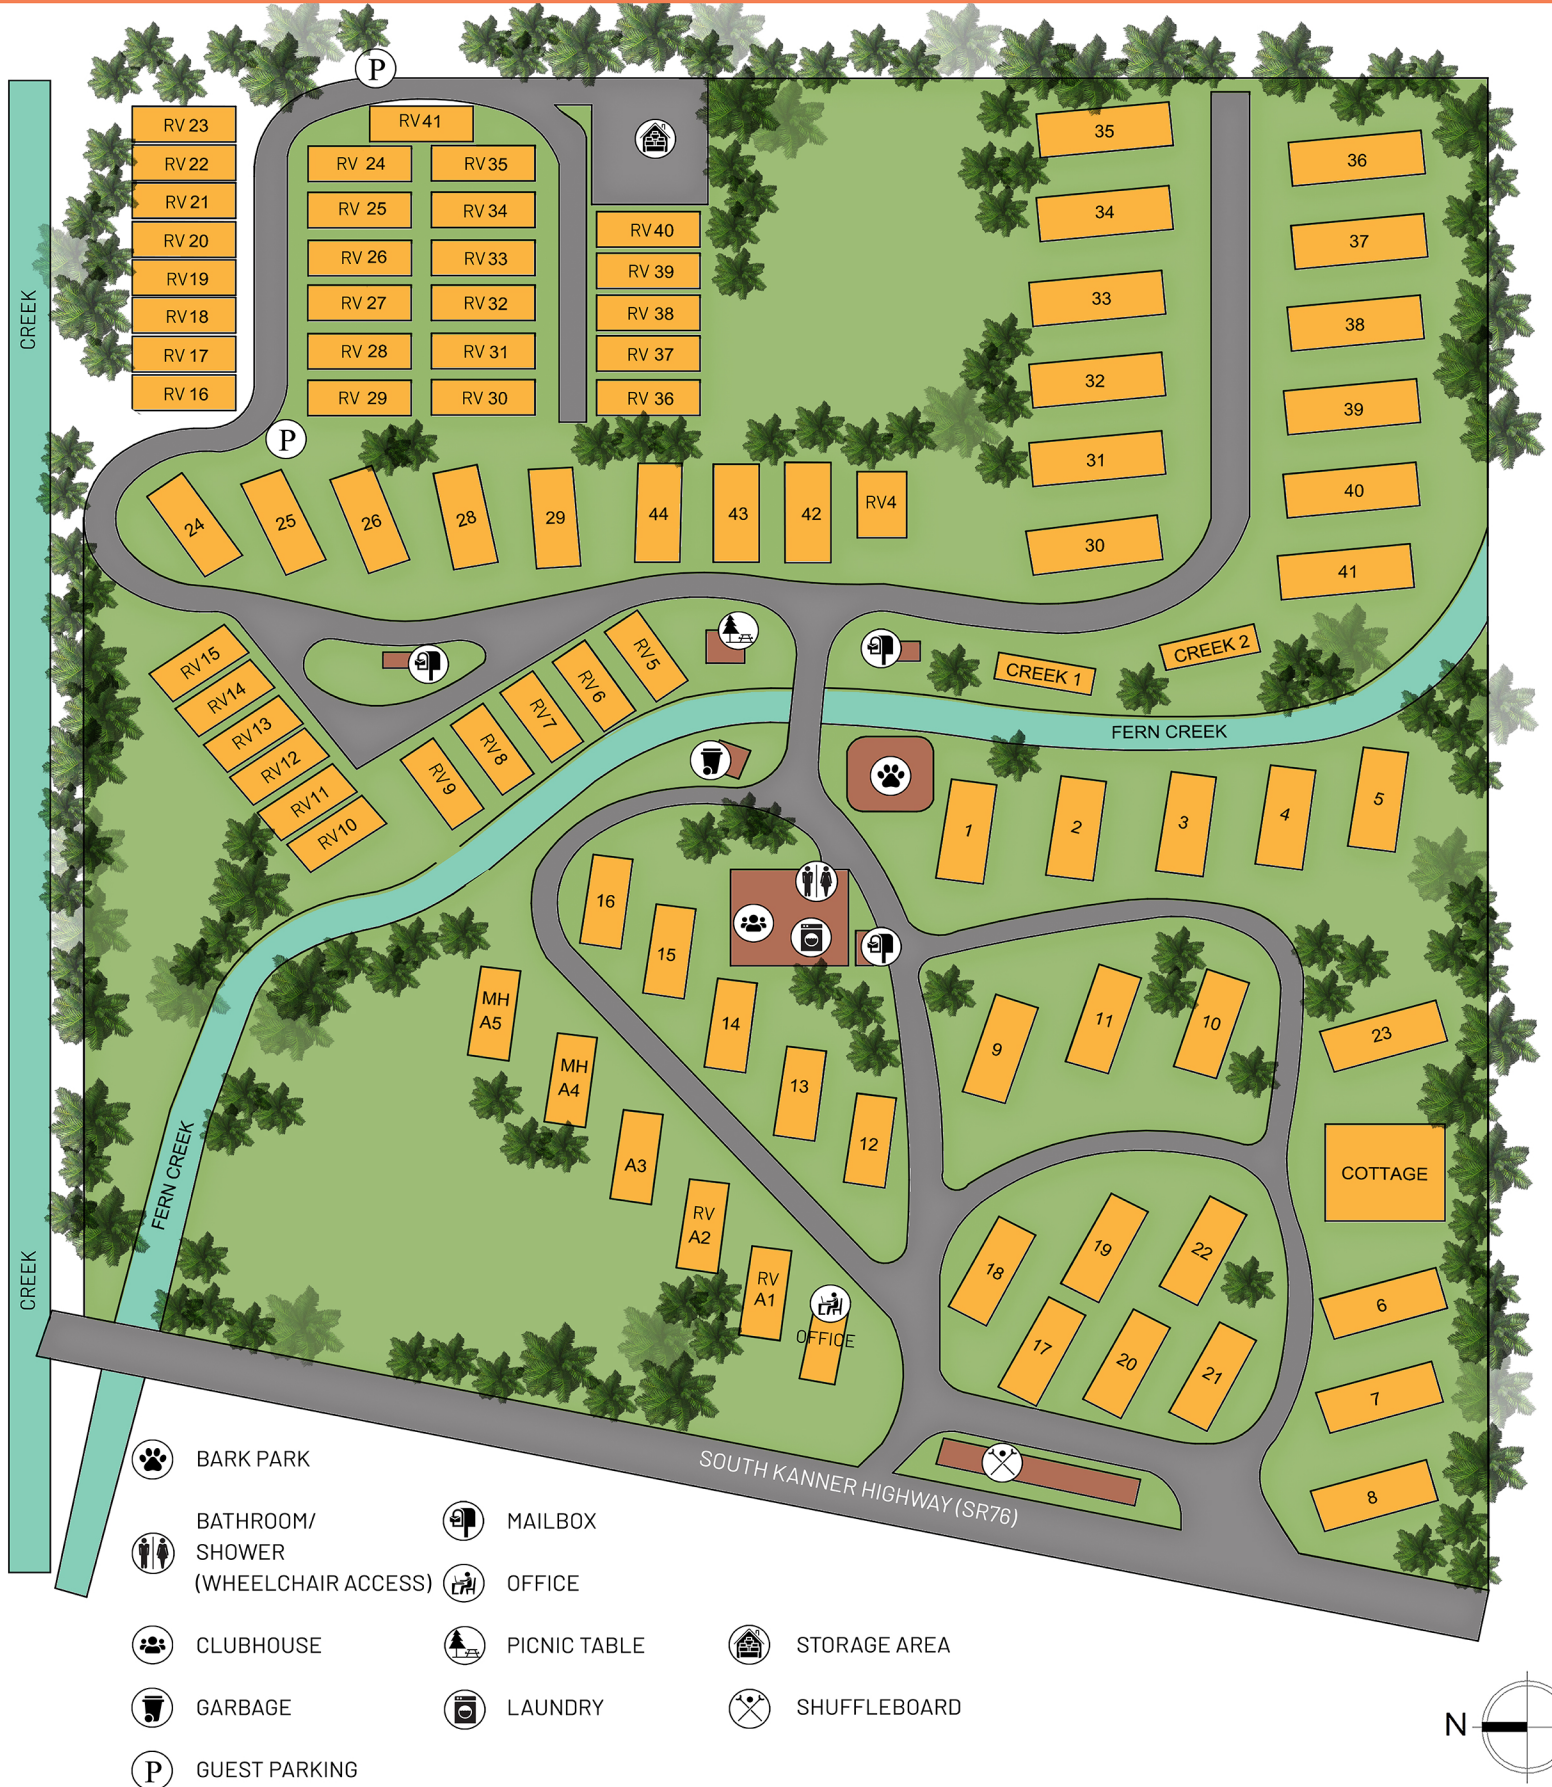 P
RV 23
RV 22
RV 21
RV 20
RV 19
RV 18
RV 17
RV 16
RV 41
RV 24
RV 35
RV 25
RV 34
RV 26
RV 33
RV 27
RV 32
RV 28
RV 31
RV 29
RV 30
RV 40
RV 39
RV 38
RV 37
RV 36
35
34
33
32
31
30
36
37
38
39
40
41
CREEK
P
24
25
26
28
29
44
43
42
RV4
RV15
RV14
RV13
RV12
RV11
RV10
RV9
RV8
RV7
RV6
RV5
CREEK 1
CREEK 2
FERN CREEK
1
2
3
4
5
16
15
14
13
12
MH
A5
MH
A4
A3
RV
A2
RV
A1
OFFICE
9
11
10
23
COTTAGE
18
19
22
17
20
21
6
7
8
FERN CREEK
CREEK
SOUTH KANNER HIGHWAY (SR76)
BARK PARK
BATHROOM/
SHOWER
(WHEELCHAIR ACCESS)
CLUBHOUSE
GARBAGE
P GUEST PARKING
MAILBOX
OFFICE
PICNIC TABLE
LAUNDRY
STORAGE AREA
SHUFFLEBOARD
N